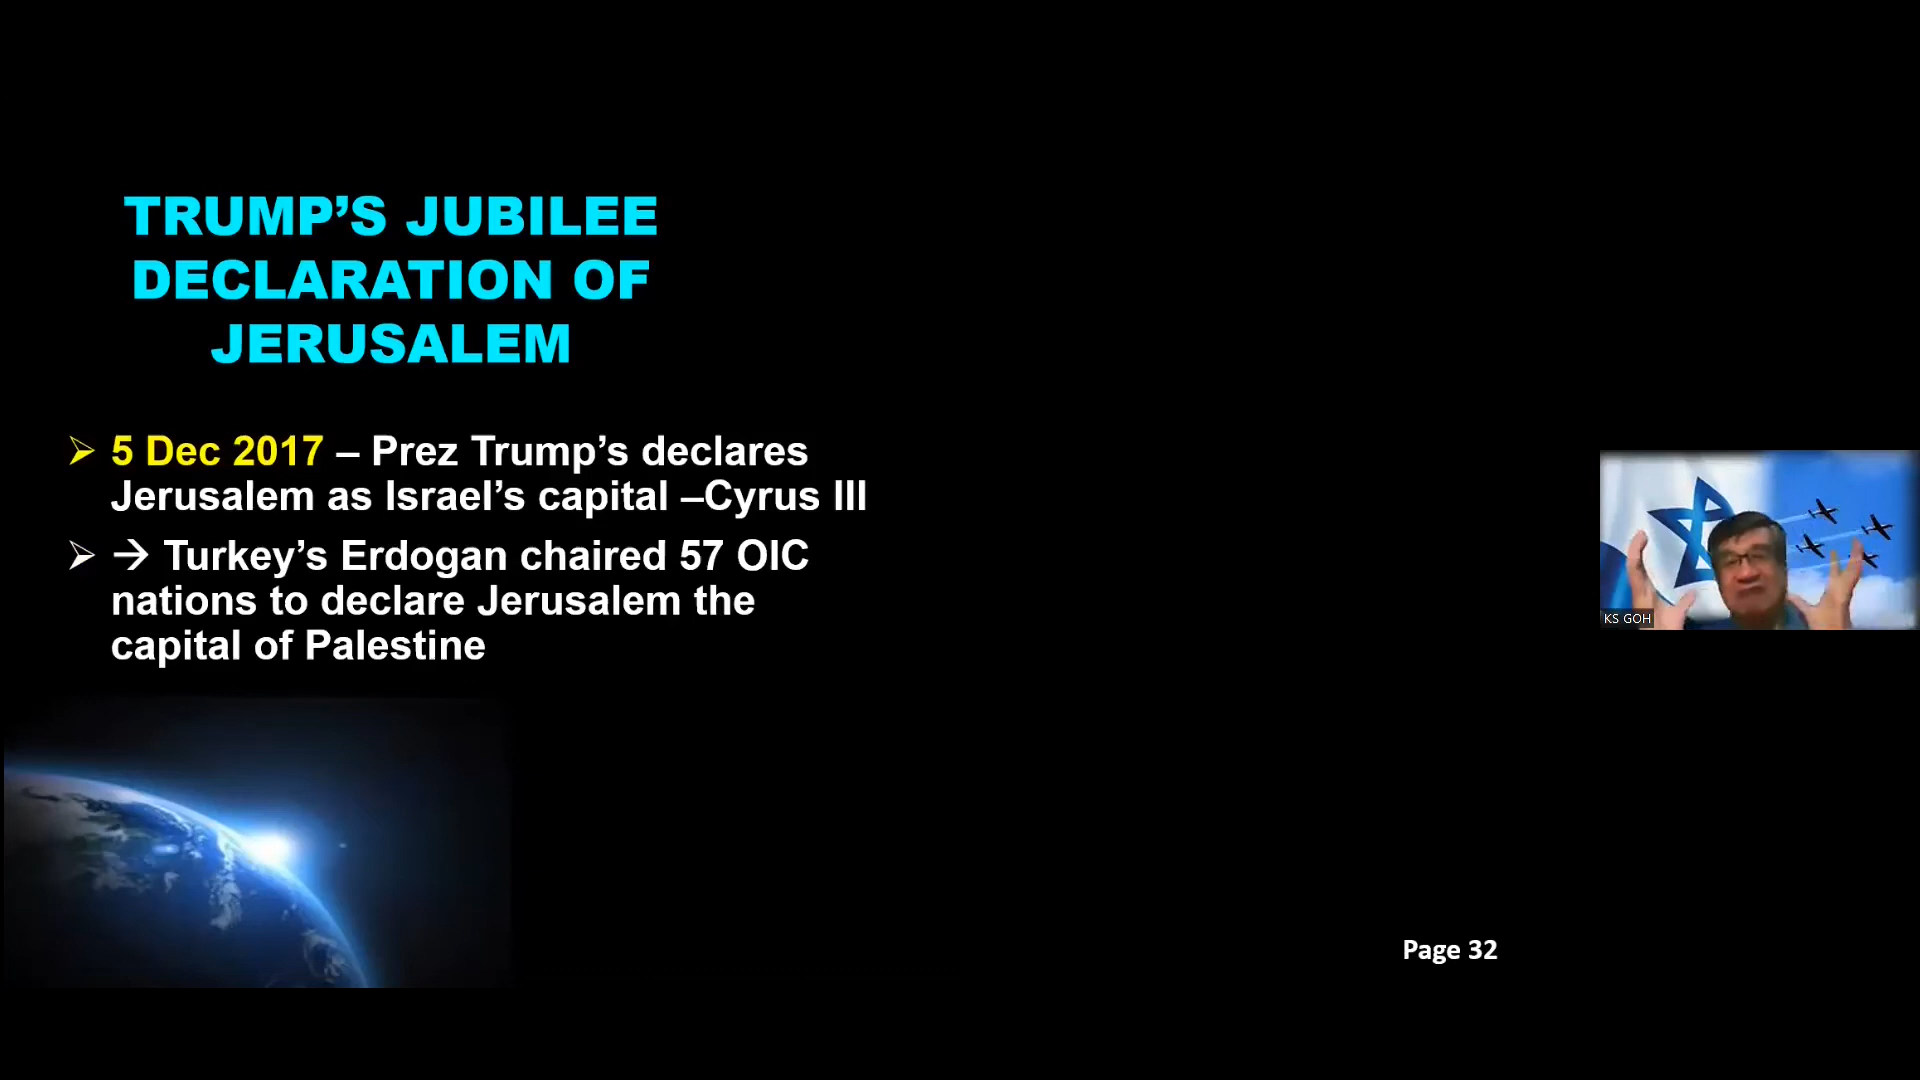 TRUMP’S JUBILEE
DECLARATION OF
JERUSALEM
➢ 5 Dec 2017 – Prez Trump’s declares
Jerusalem as Israel’s capital –Cyrus III
➢ → Turkey’s Erdogan chaired 57 OIC
nations to declare Jerusalem the
capital of Palestine
KS GOH
Page 32